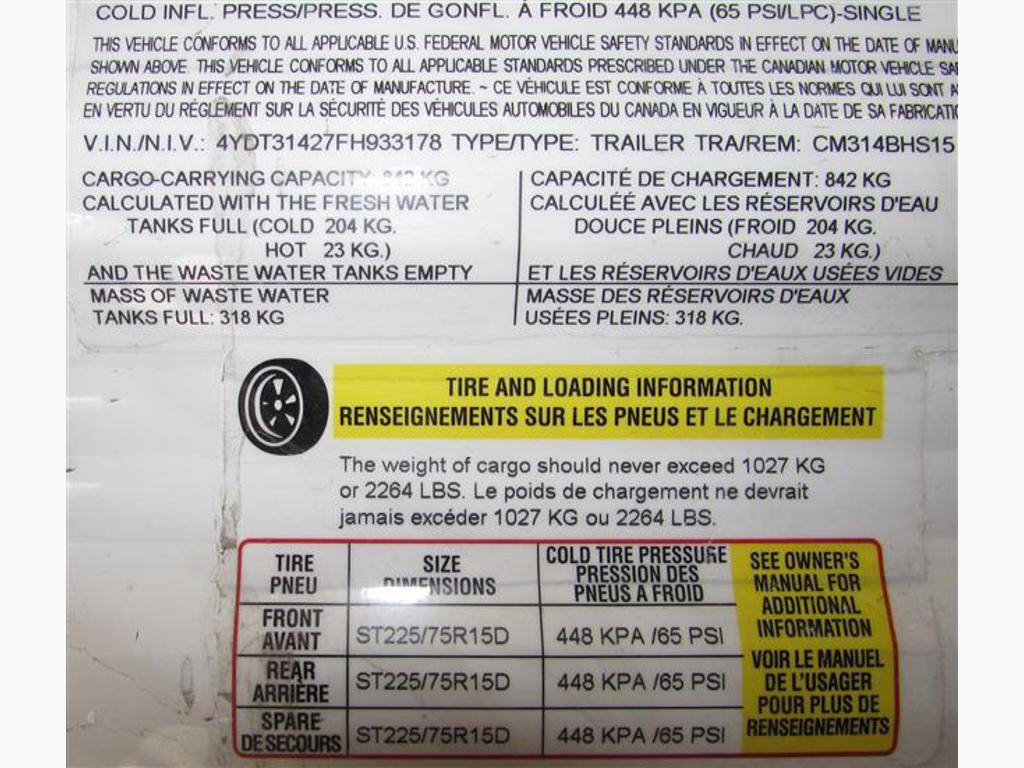 COLD INFL. PRESS/PRESS. DE GONFL. À FROID 448 KPA (65 PSI/LPC)-SINGLE
THIS VEHICLE CONFORMS TO ALL APPLICABLE U.S. FEDERAL MOTOR VEHICLE SAFETY STANDARDS IN EFFECT ON THE DATE OF
SHOWN ABOVE. THIS VEHICLE CONFORMS TO ALL APPLICABLE STANDARDS PRESCRIBED UNDER THE CANADIAN MOTOR VEHICLE
REGULATIONS IN EFFECT ON THE DATE OF MANUFACTURE. ~ CE VÉHICULE EST CONFORME À TOUTES LES NORMES QUI LUI SONT
EN VERTU DU RÉGLEMENT SUR LA SÉCURITÉ DES VÉHICULES AUTOMOBILES DU CANADA EN VIGUEUR À LA DATE DE SA
V.I.N./N.I.V.: 4YDT31427FH933178 TYPE/TYPE: TRAILER TRA/REM: CM314BHS15
CARGO-CARRYING CAPACITY: 842 KG
CALCULATED WITH THE FRESH WATER
TANKS FULL (COLD 204 KG.
HOT 23 KG.)
AND THE WASTE WATER TANKS EMPTY
MASS OF WASTE WATER
TANKS FULL: 318 KG
CAPACITÉ DE CHARGEMENT: 842 KG
CALCULÉE AVEC LES RÉSERVOIRS D'EAU
DOUCE PLEINS (FROID 204 KG.
CHAUD 23 KG.)
ET LES RÉSERVOIRS D'EAUX USÉES VIDES
MASSE DES RÉSERVOIRS D'EAUX
USÉES PLEINS: 318 KG.
TIRE AND LOADING INFORMATION
RENSEIGNEMENTS SUR LES PNEUS ET LE CHARGEMENT
The weight of cargo should never exceed 1027 KG
or 2264 LBS. Le poids de chargement ne devrait
jamais excéder 1027 KG ou 2264 LBS.
TIRE
PNEU
SIZE
DIMENSIONS
COLD TIRE PRESSURE
PRESSION DES
PNEUS A FROID
FRONT
AVANT
ST225/75R15D
448 KPA /65 PSI
REAR
ARRIÈRE
ST225/75R15D
448 KPA /65 PSI
SPARE
DE SECOURS
ST225/75R15D
448 KPA /65 PSI
SEE OWNER'S
MANUAL FOR
ADDITIONAL
INFORMATION
VOIR LE MANUEL
DE L'USAGER
POUR PLUS DE
RENSEIGNEMENTS